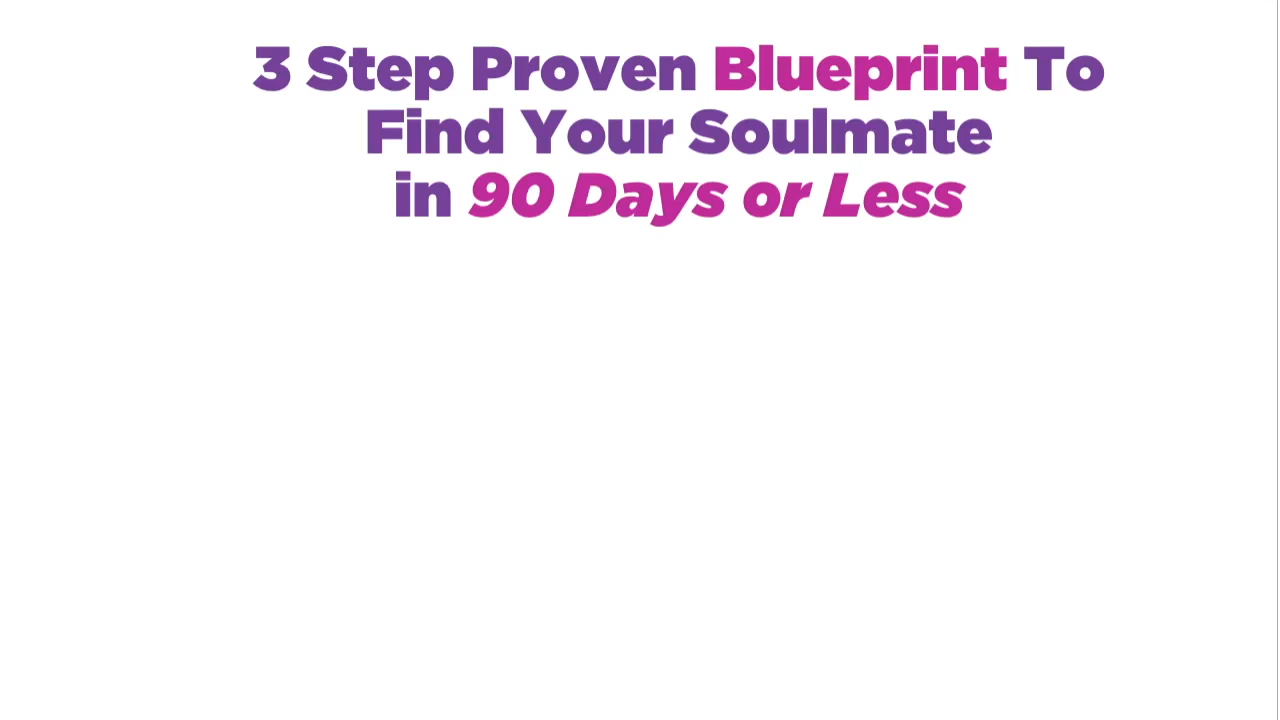 3 Step Proven Blueprint To
Find Your Soulmate
in 90 Days or Less